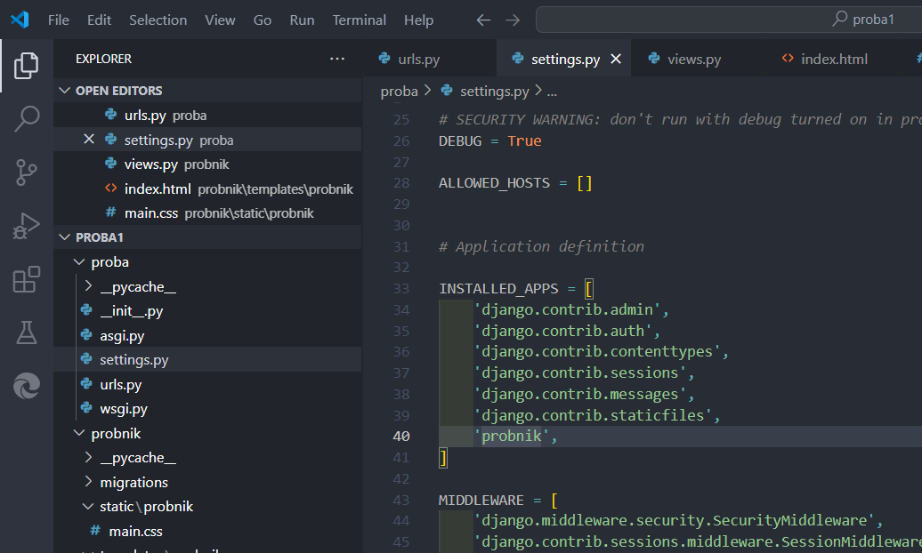 File Edit Selection View Go Run Terminal Help
proba1
EXPLORER
OPEN EDITORS
urls.py proba
settings.py proba
views.py probnik
index.html probnik\templates\probnik
main.css probnik\static\probnik
PROBA1
proba
__pycache__
__init__.py
asgi.py
settings.py
urls.py
wsgi.py
probnik
__pycache__
migrations
static\probnik
main.css
urls.py settings.py views.py index.html
proba > settings.py > ...
25 # SECURITY WARNING: don't run with debug turned on in pro
26 DEBUG = True
27
28 ALLOWED_HOSTS = []
29
30
31 # Application definition
32
33 INSTALLED_APPS = [
34 'django.contrib.admin',
35 'django.contrib.auth',
36 'django.contrib.contenttypes',
37 'django.contrib.sessions',
38 'django.contrib.messages',
39 'django.contrib.staticfiles',
40 'probnik',
41 ]
42
43 MIDDLEWARE = [
44 'django.middleware.security.SecurityMiddleware',
45 'django.contrib.sessions.middleware.SessionMiddleware